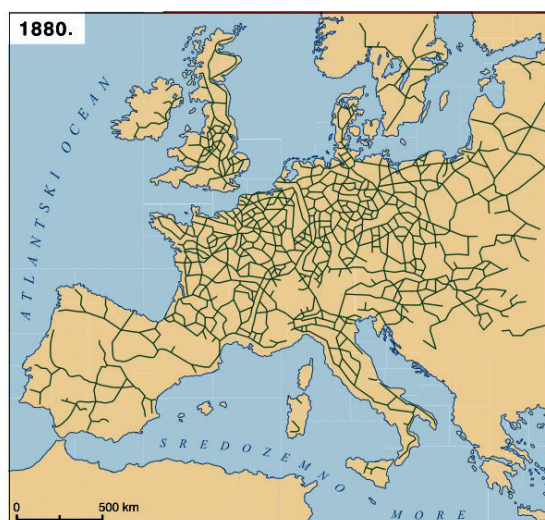 1880.
ATLANTSKI OCEAN
SREDOZEMNO
MORE
0 500 km